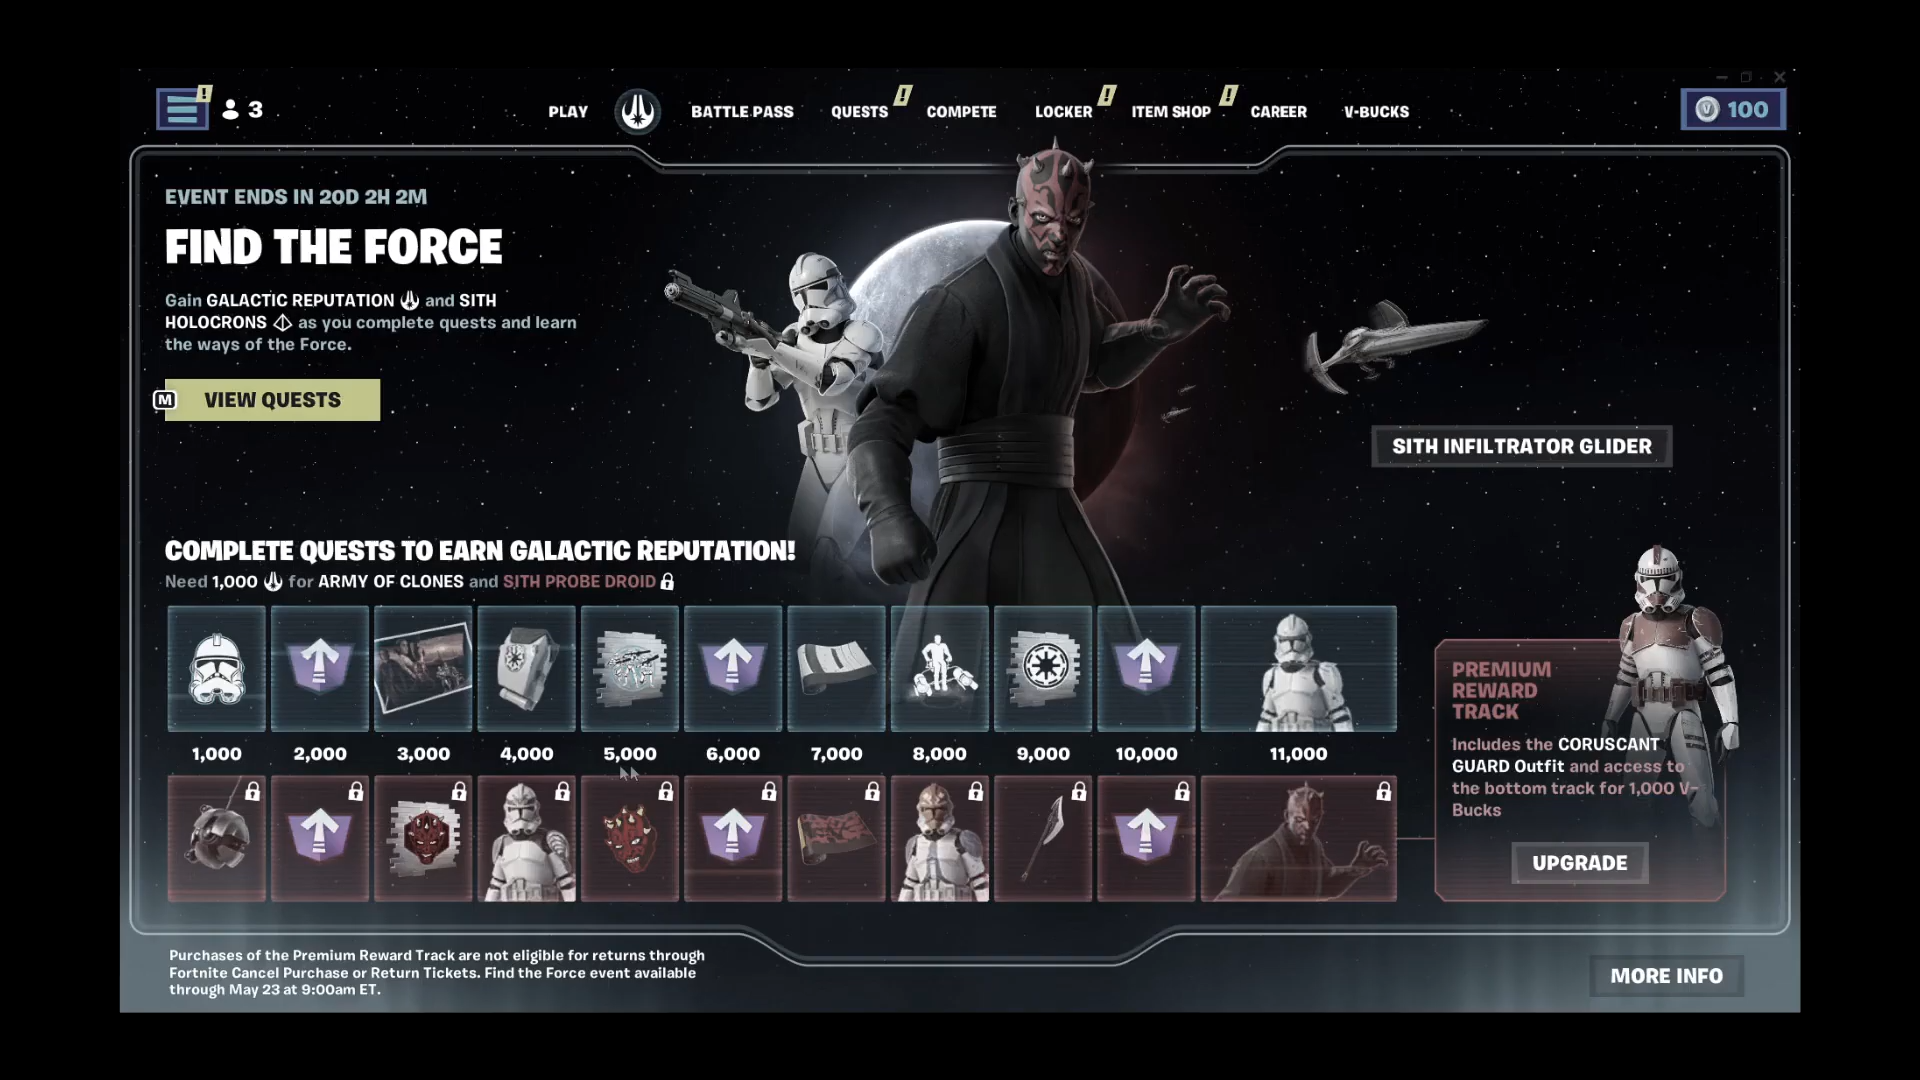 !
3
PLAY
BATTLE PASS
QUESTS
!
COMPETE
LOCKER
!
ITEM SHOP
!
CAREER
V-BUCKS
V 100
EVENT ENDS IN 20D 2H 2M
FIND THE FORCE
Gain GALACTIC REPUTATION and SITH
HOLOCRONS as you complete quests and learn
the ways of the Force.
M VIEW QUESTS
SITH INFILTRATOR GLIDER
COMPLETE QUESTS TO EARN GALACTIC REPUTATION!
Need 1,000 for ARMY OF CLONES and SITH PROBE DROID
1,000 2,000 3,000 4,000 5,000 6,000 7,000 8,000 9,000 10,000 11,000
PREMIUM
REWARD
TRACK
Includes the CORUSCANT
GUARD Outfit and access to
the bottom track for 1,000 V-
Bucks
UPGRADE
Purchases of the Premium Reward Track are not eligible for returns through
Fortnite Cancel Purchase or Return Tickets. Find the Force event available
through May 23 at 9:00am ET.
MORE INFO